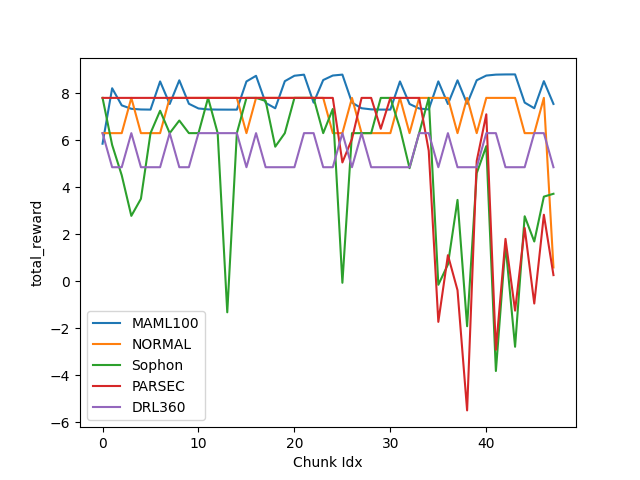 8
6
4
2
0
−2
−4
−6
total_reward
MAML100
NORMAL
Sophon
PARSEC
DRL360
0 10 20 30 40
Chunk Idx